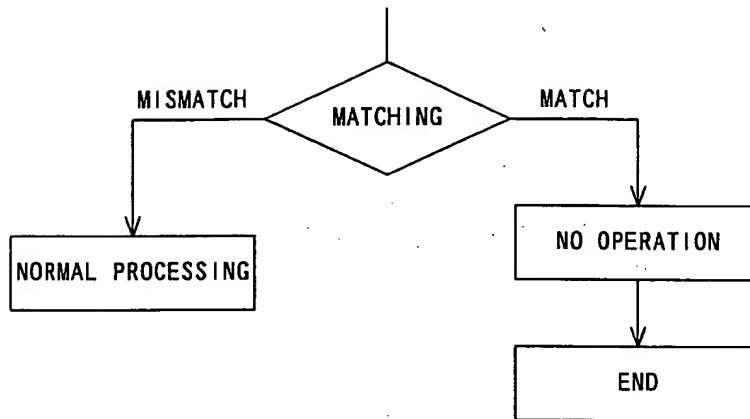 MISMATCH
MATCHING
MATCH
NORMAL PROCESSING
NO OPERATION
END